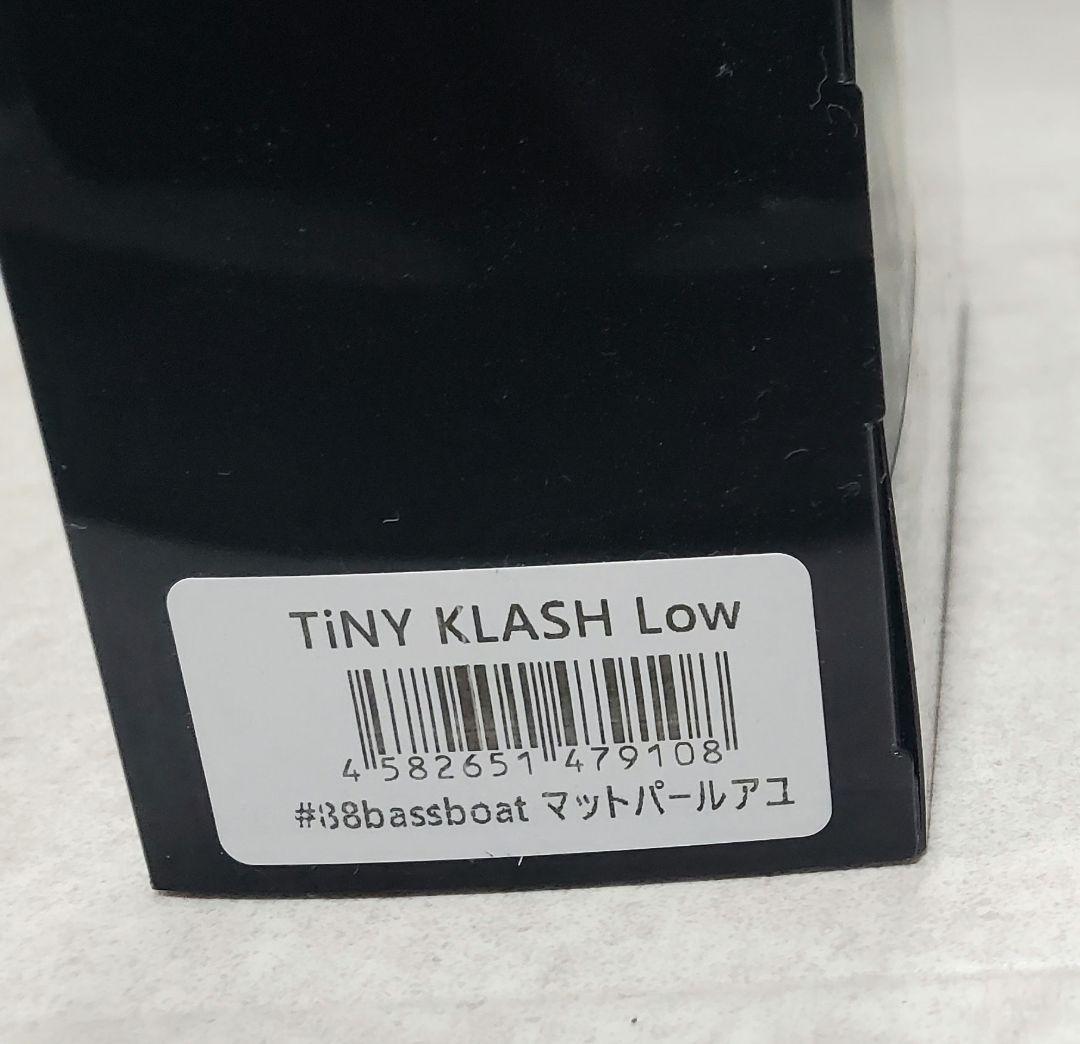 TiNY KLASH Low
4 582651 479108
#38bassboat マットパールアユ